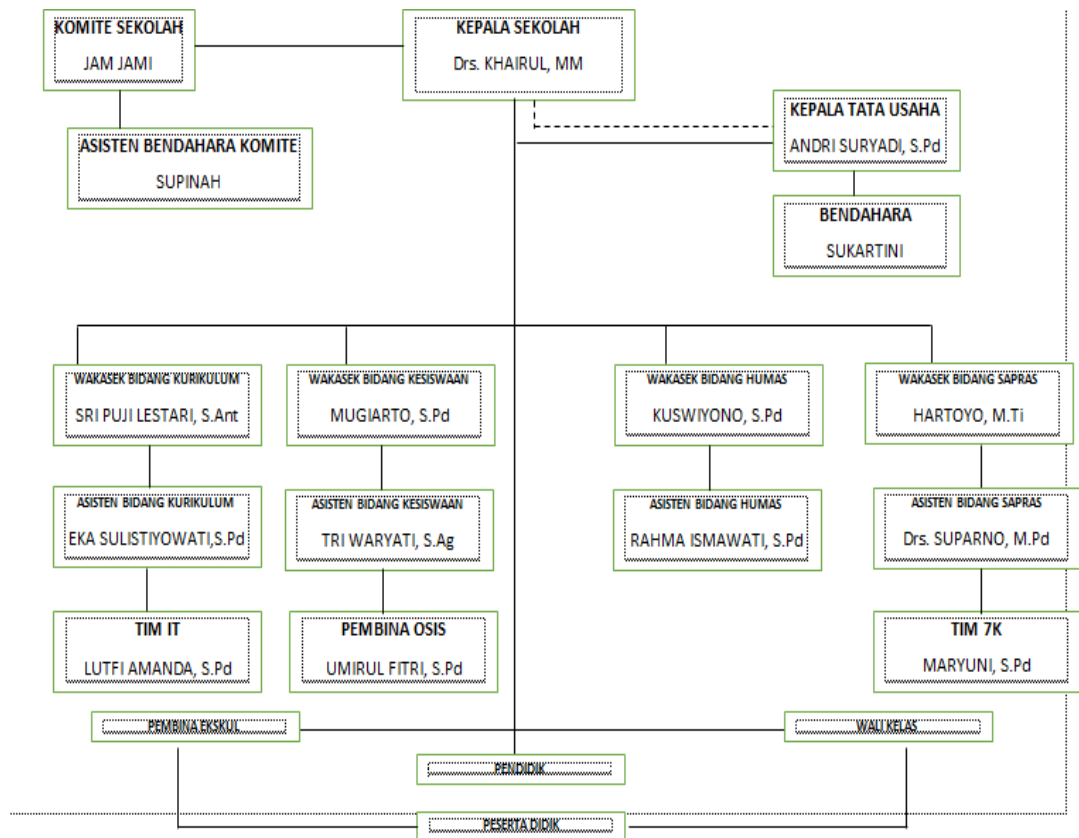 KOMITE SEKOLAH
JAM JAMI
KEPALA SEKOLAH
Drs. KHAIRUL, MM
KEPALA TATA USAHA
ANDRI SURYADI, S.Pd
ASISTEN BENDAHARA KOMITE
SUPINAH
BENDAHARA
SUKARTINI
WAKASEK BIDANG KURIKULUM
SRI PUJI LESTARI, S.Ant
WAKASEK BIDANG KESISWAAN
MUGIARTO, S.Pd
WAKASEK BIDANG HUMAS
KUSWIYONO, S.Pd
WAKASEK BIDANG SAPRAS
HARTOYO, M.Ti
ASISTEN BIDANG KURIKULUM
EKA SULISTIYOWATI,S.Pd
ASISTEN BIDANG KESISWAAN
TRI WARYATI, S.Ag
ASISTEN BIDANG HUMAS
RAHMA ISMAWATI, S.Pd
ASISTEN BIDANG SAPRAS
Drs. SUPARNO, M.Pd
TIM IT
LUTFI AMANDA, S.Pd
PEMBINA OSIS
UMIRUL FITRI, S.Pd
TIM 7K
MARYUNI, S.Pd
PEMBINA EKSKUL
WALI KELAS
PENDIDIK
PESERTA DIDIK